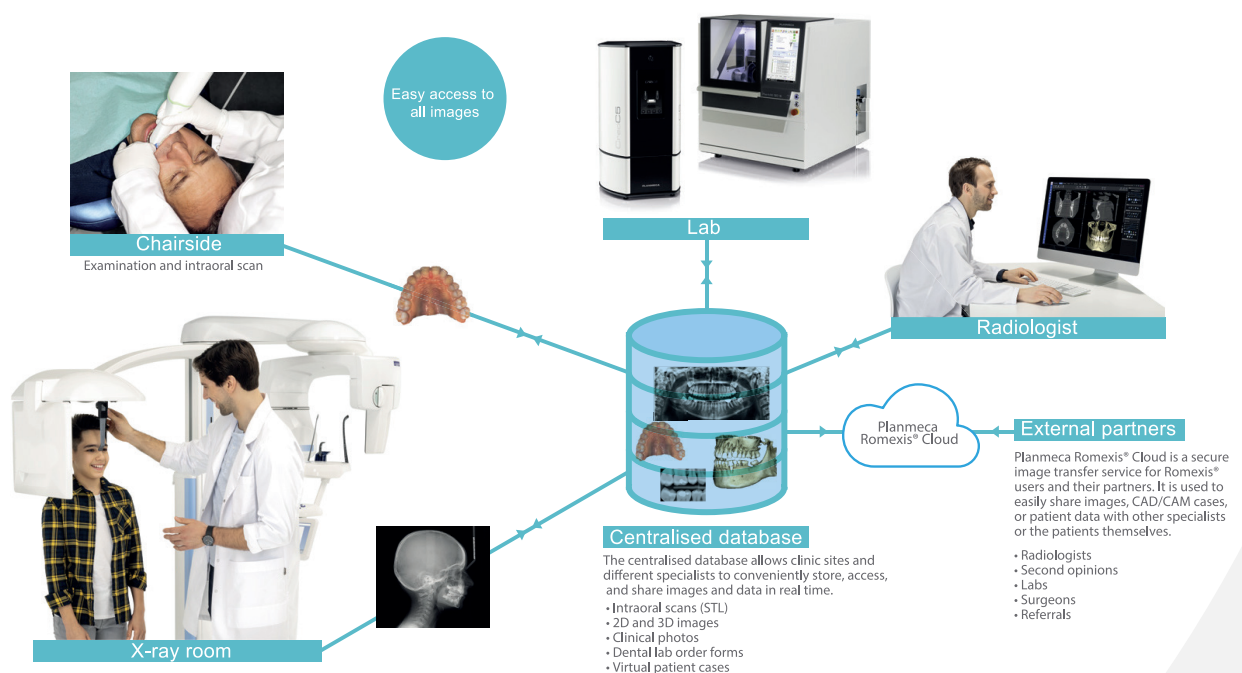 Easy access to
all images
Chairside
Examination and intraoral scan
Lab
Radiologist
Planmeca
Romexis® Cloud
External partners
Planmeca Romexis® Cloud is a secure
image transfer service for Romexis®
users and their partners. It is used to
easily share images, CAD/CAM cases,
or patient data with other specialists
or the patients themselves.
• Radiologists
• Second opinions
• Labs
• Surgeons
• Referrals
Centralised database
The centralised database allows clinic sites and
different specialists to conveniently store, access,
and share images and data in real time.
• Intraoral scans (STL)
• 2D and 3D images
• Clinical photos
• Dental lab order forms
• Virtual patient cases
X-ray room